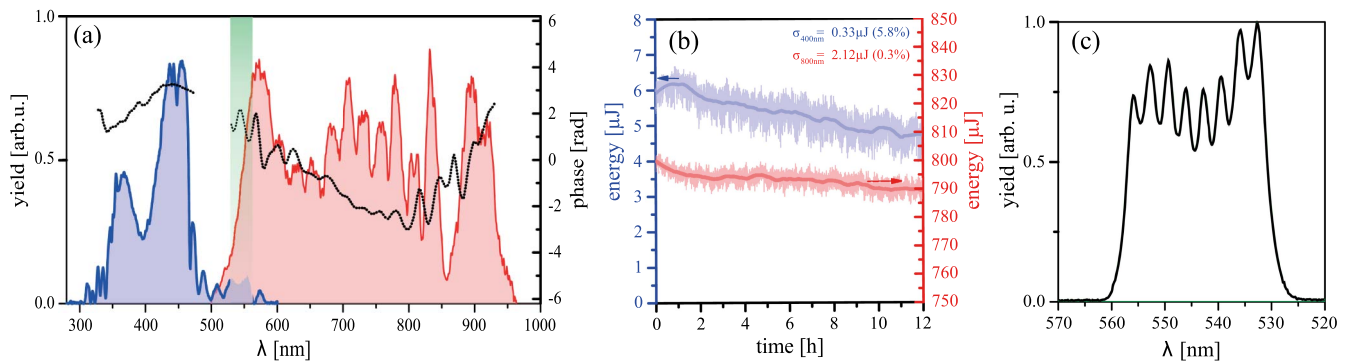 (a)
yield [arb.u.]
1.0
0.5
0.0
6
4
2
0
-2
-4
-6
phase [rad]
300 400 500 600 700 800 900 1000
λ [nm]
(b)
σ400nm= 0.33µJ (5.8%)
σ800nm= 2.12µJ (0.3%)
energy [µJ]
8
7
6
5
4
3
2
1
0
850
840
830
820
810
800
790
780
770
760
750
energy [µJ]
0 2 4 6 8 10 12
time [h]
(c)
yield [arb. u.]
1.0
0.5
0.0
570 560 550 540 530 520
λ [nm]